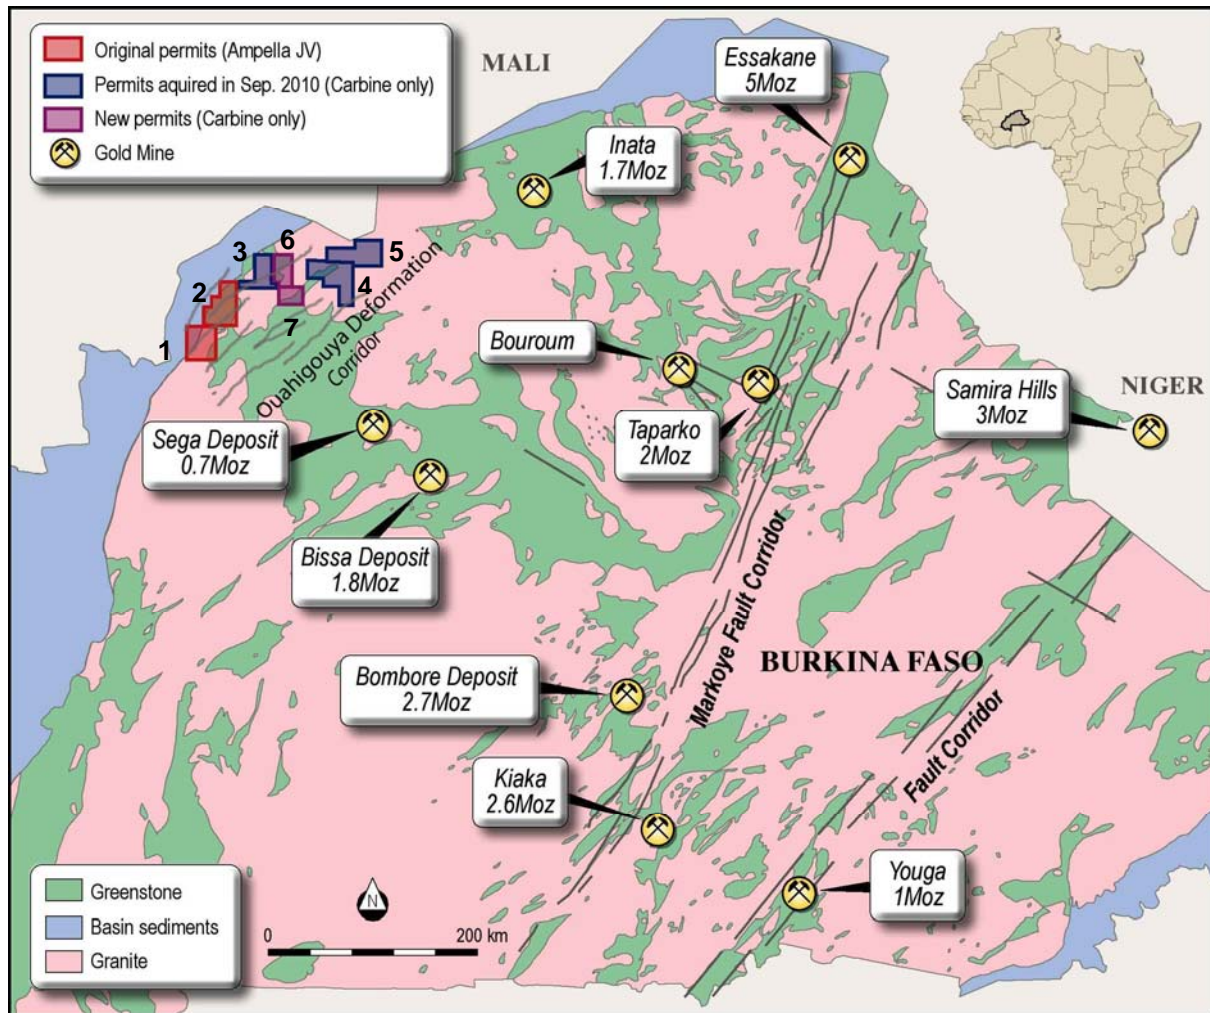 Original permits (Ampella JV)
Permits aquired in Sep. 2010 (Carbine only)
New permits (Carbine only)
Gold Mine
MALI
Essakane
5Moz
Inata
1.7Moz
3
6
5
2
4
7
1
Ouahigouya Deformation
Corridor
Bouroum
Taparko
2Moz
Samira Hills
3Moz
NIGER
Sega Deposit
0.7Moz
Bissa Deposit
1.8Moz
Markoye Fault Corridor
BURKINA FASO
Bombore Deposit
2.7Moz
Fault Corridor
Kiaka
2.6Moz
Youga
1Moz
Greenstone
Basin sediments
Granite
N
0
200 km